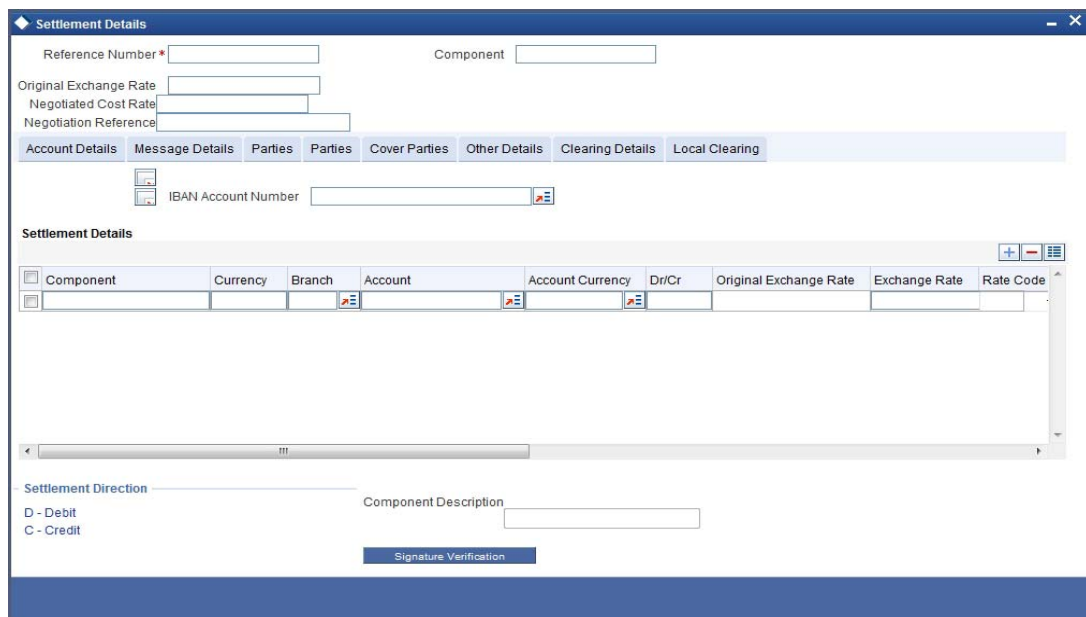 Settlement Details
Reference Number* Component
Original Exchange Rate
Negotiated Cost Rate
Negotiation Reference
Account Details Message Details Parties Parties Cover Parties Other Details Clearing Details Local Clearing
IBAN Account Number
Settlement Details
Component Currency Branch Account Account Currency Dr/Cr Original Exchange Rate Exchange Rate Rate Code
Settlement Direction
Component Description
D - Debit
C - Credit
Signature Verification